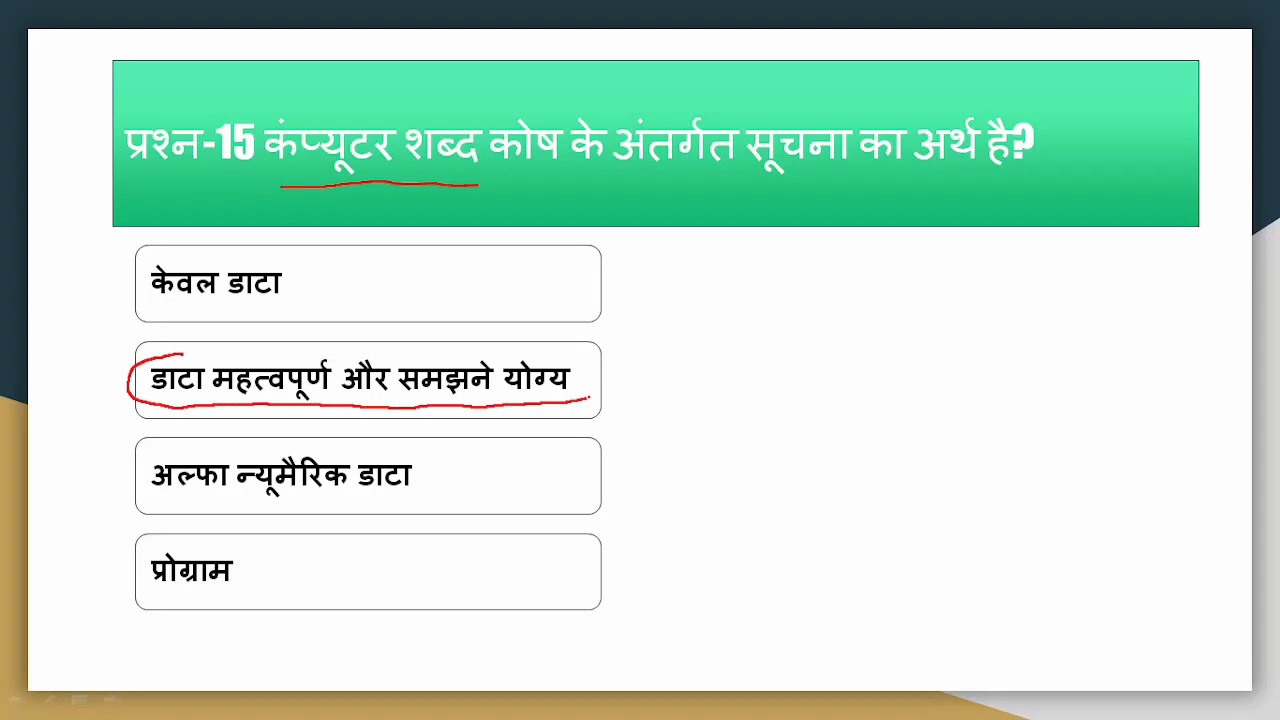 प्रश्न-15 कंप्यूटर शब्द कोष के अंतर्गत सूचना का अर्थ है?
केवल डाटा
डाटा महत्वपूर्ण और समझने योग्य
अल्फा न्यूमैरिक डाटा
प्रोग्राम